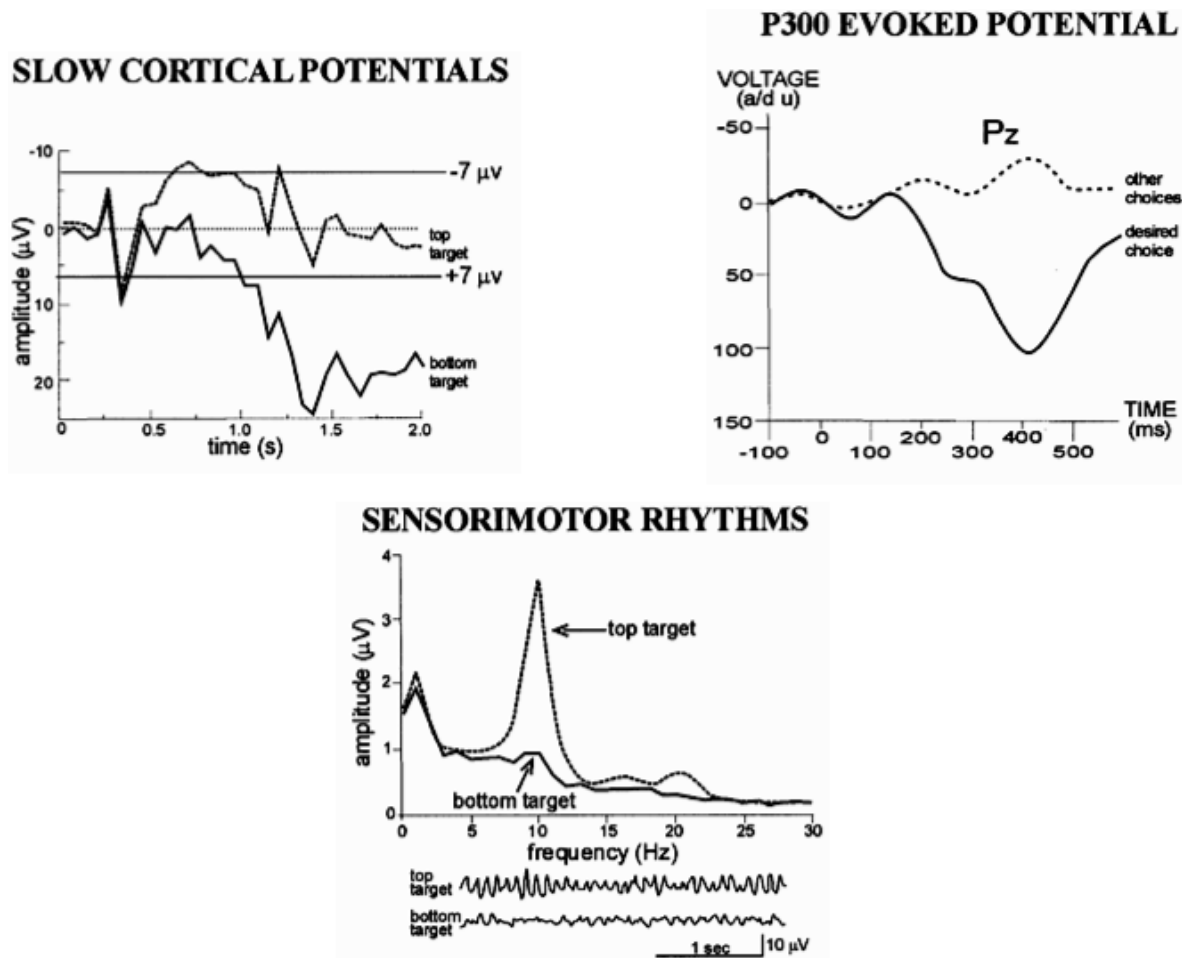 SLOW CORTICAL POTENTIALS
-10
0
10
20
amplitude (µV)
-7 µv
top
target
+7 µv
bottom
target
0
0.5
1.0
1.5
2.0
time (s)
P300 EVOKED POTENTIAL
VOLTAGE
(a/d u)
-50
0
50
100
150
Pz
other
choices
desired
choice
TIME
(ms)
-100
0
100
200
300
400
500
SENSORIMOTOR RHYTHMS
4
3
2
1
0
amplitude (µV)
top target
bottom target
0
5
10
15
20
25
30
frequency (Hz)
top
target
bottom
target
1 sec
10 µV